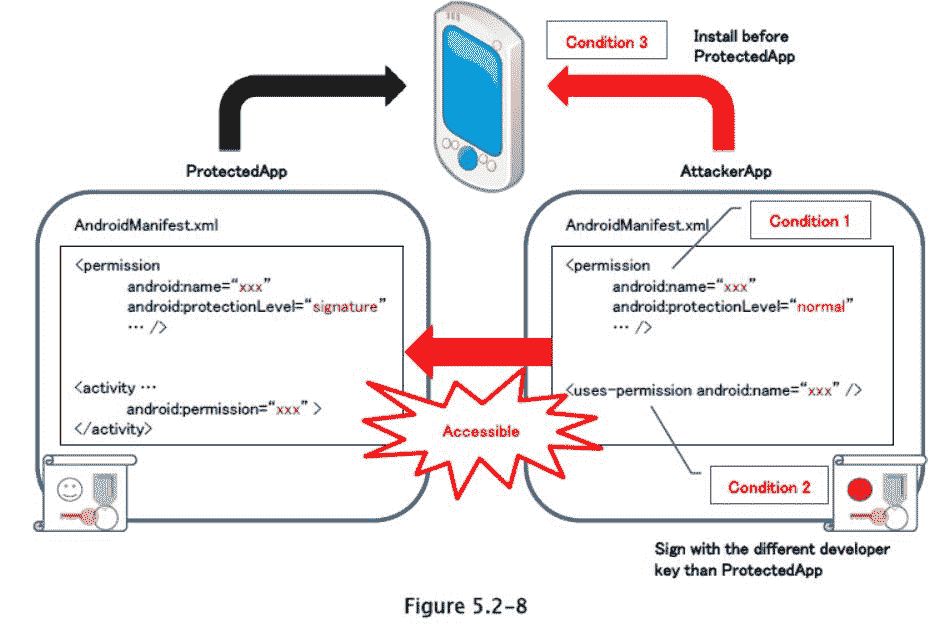 Condition 3
Install before
ProtectedApp
ProtectedApp
AttackerApp
AndroidManifest.xml
<permission
android:name="xxx"
android:protectionLevel="signature"
… />
<activity …
android:permission="xxx" >
</activity>
AndroidManifest.xml
Condition 1
<permission
android:name="xxx"
android:protectionLevel="normal"
… />
<uses-permission android:name="xxx" />
Accessible
Condition 2
Sign with the different developer
key than ProtectedApp
Figure 5.2-8